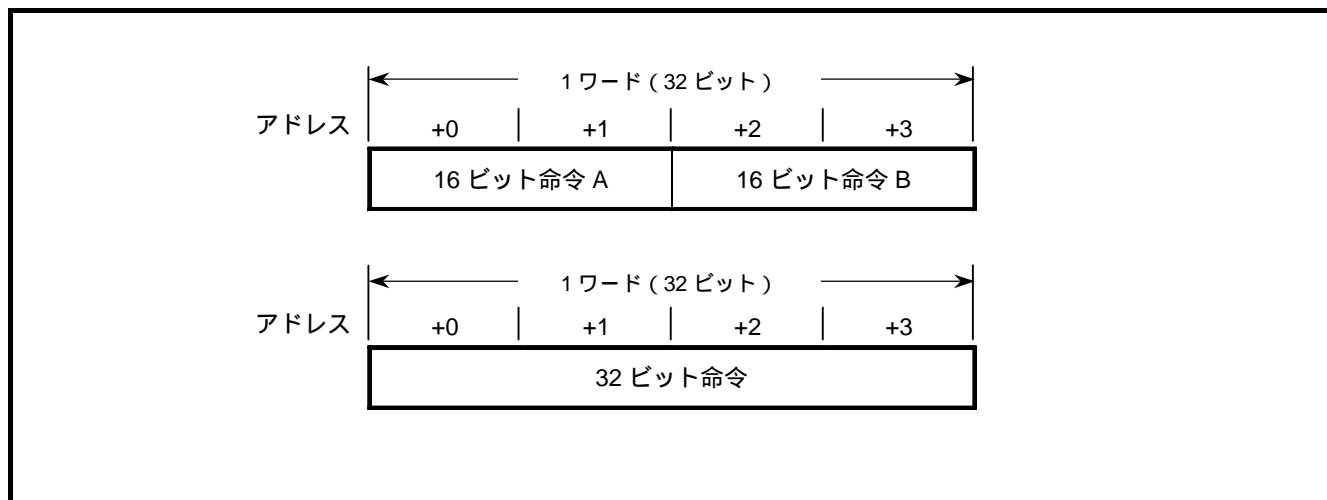 1 ワード ( 32 ビット )
アドレス +0 +1 +2 +3
16 ビット命令 A 16 ビット命令 B
1 ワード ( 32 ビット )
アドレス +0 +1 +2 +3
32 ビット命令